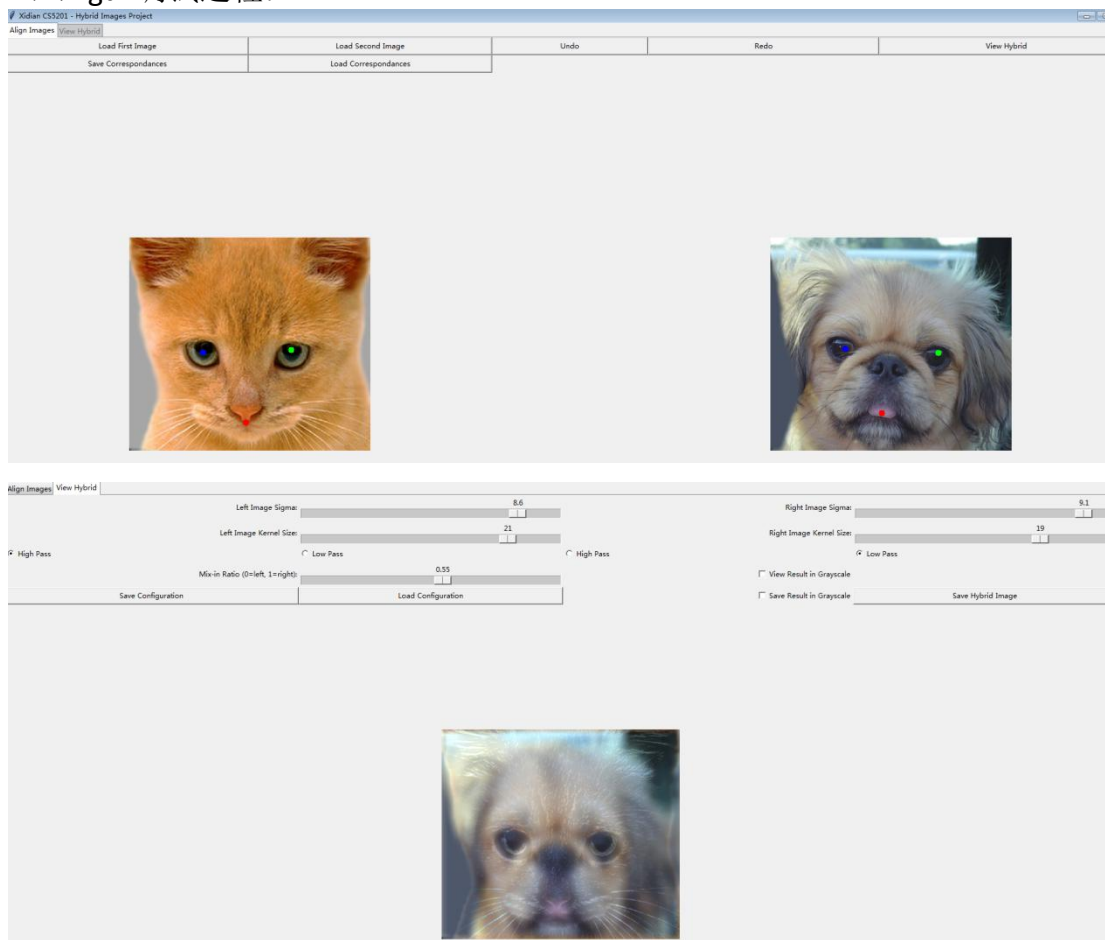 Xidian CS5201 - Hybrid Images Project
Align Images View Hybrid
Load First Image Load Second Image Undo Redo View Hybrid
Save Correspondances Load Correspondances
Align Images View Hybrid
Left Image Sigma: 8.6 Right Image Sigma: 9.1
Left Image Kernel Size: 21 Right Image Kernel Size: 19
High Pass Low Pass High Pass Low Pass
Mix-in Ratio (0=left, 1=right): 0.55 View Result in Grayscale
Save Configuration Load Configuration Save Result in Grayscale Save Hybrid Image